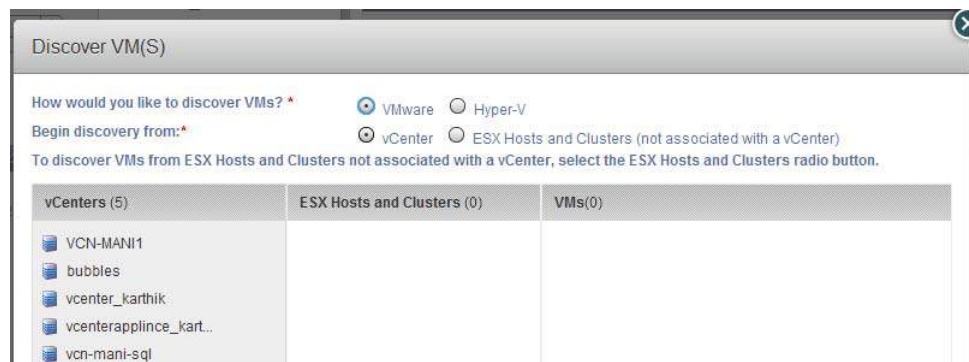 Discover VM(S)
How would you like to discover VMs? * VMware Hyper-V
Begin discovery from:* vCenter ESX Hosts and Clusters (not associated with a vCenter)
To discover VMs from ESX Hosts and Clusters not associated with a vCenter, select the ESX Hosts and Clusters radio button.
vCenters (5) ESX Hosts and Clusters (0) VMs(0)
VCN-MANI1
bubbles
vcenter_karthik
vcenterapplince_kart...
vcn-mani-sql